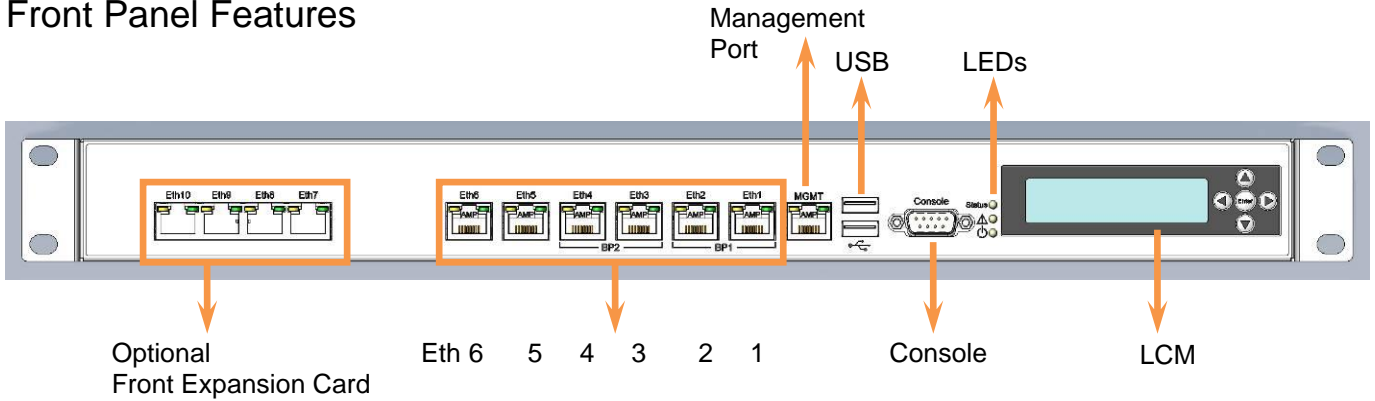 Front Panel Features
Management
Port
USB
LEDs
Eth10 Eth9 Eth8 Eth7
Eth6 Eth5 Eth4 Eth3 Eth2 Eth1 MGMT
AMP AMP AMP AMP AMP AMP AMP
BP2 BP1
Console
Status
Enter
Optional
Front Expansion Card
Eth 6 5 4 3 2 1
Console
LCM